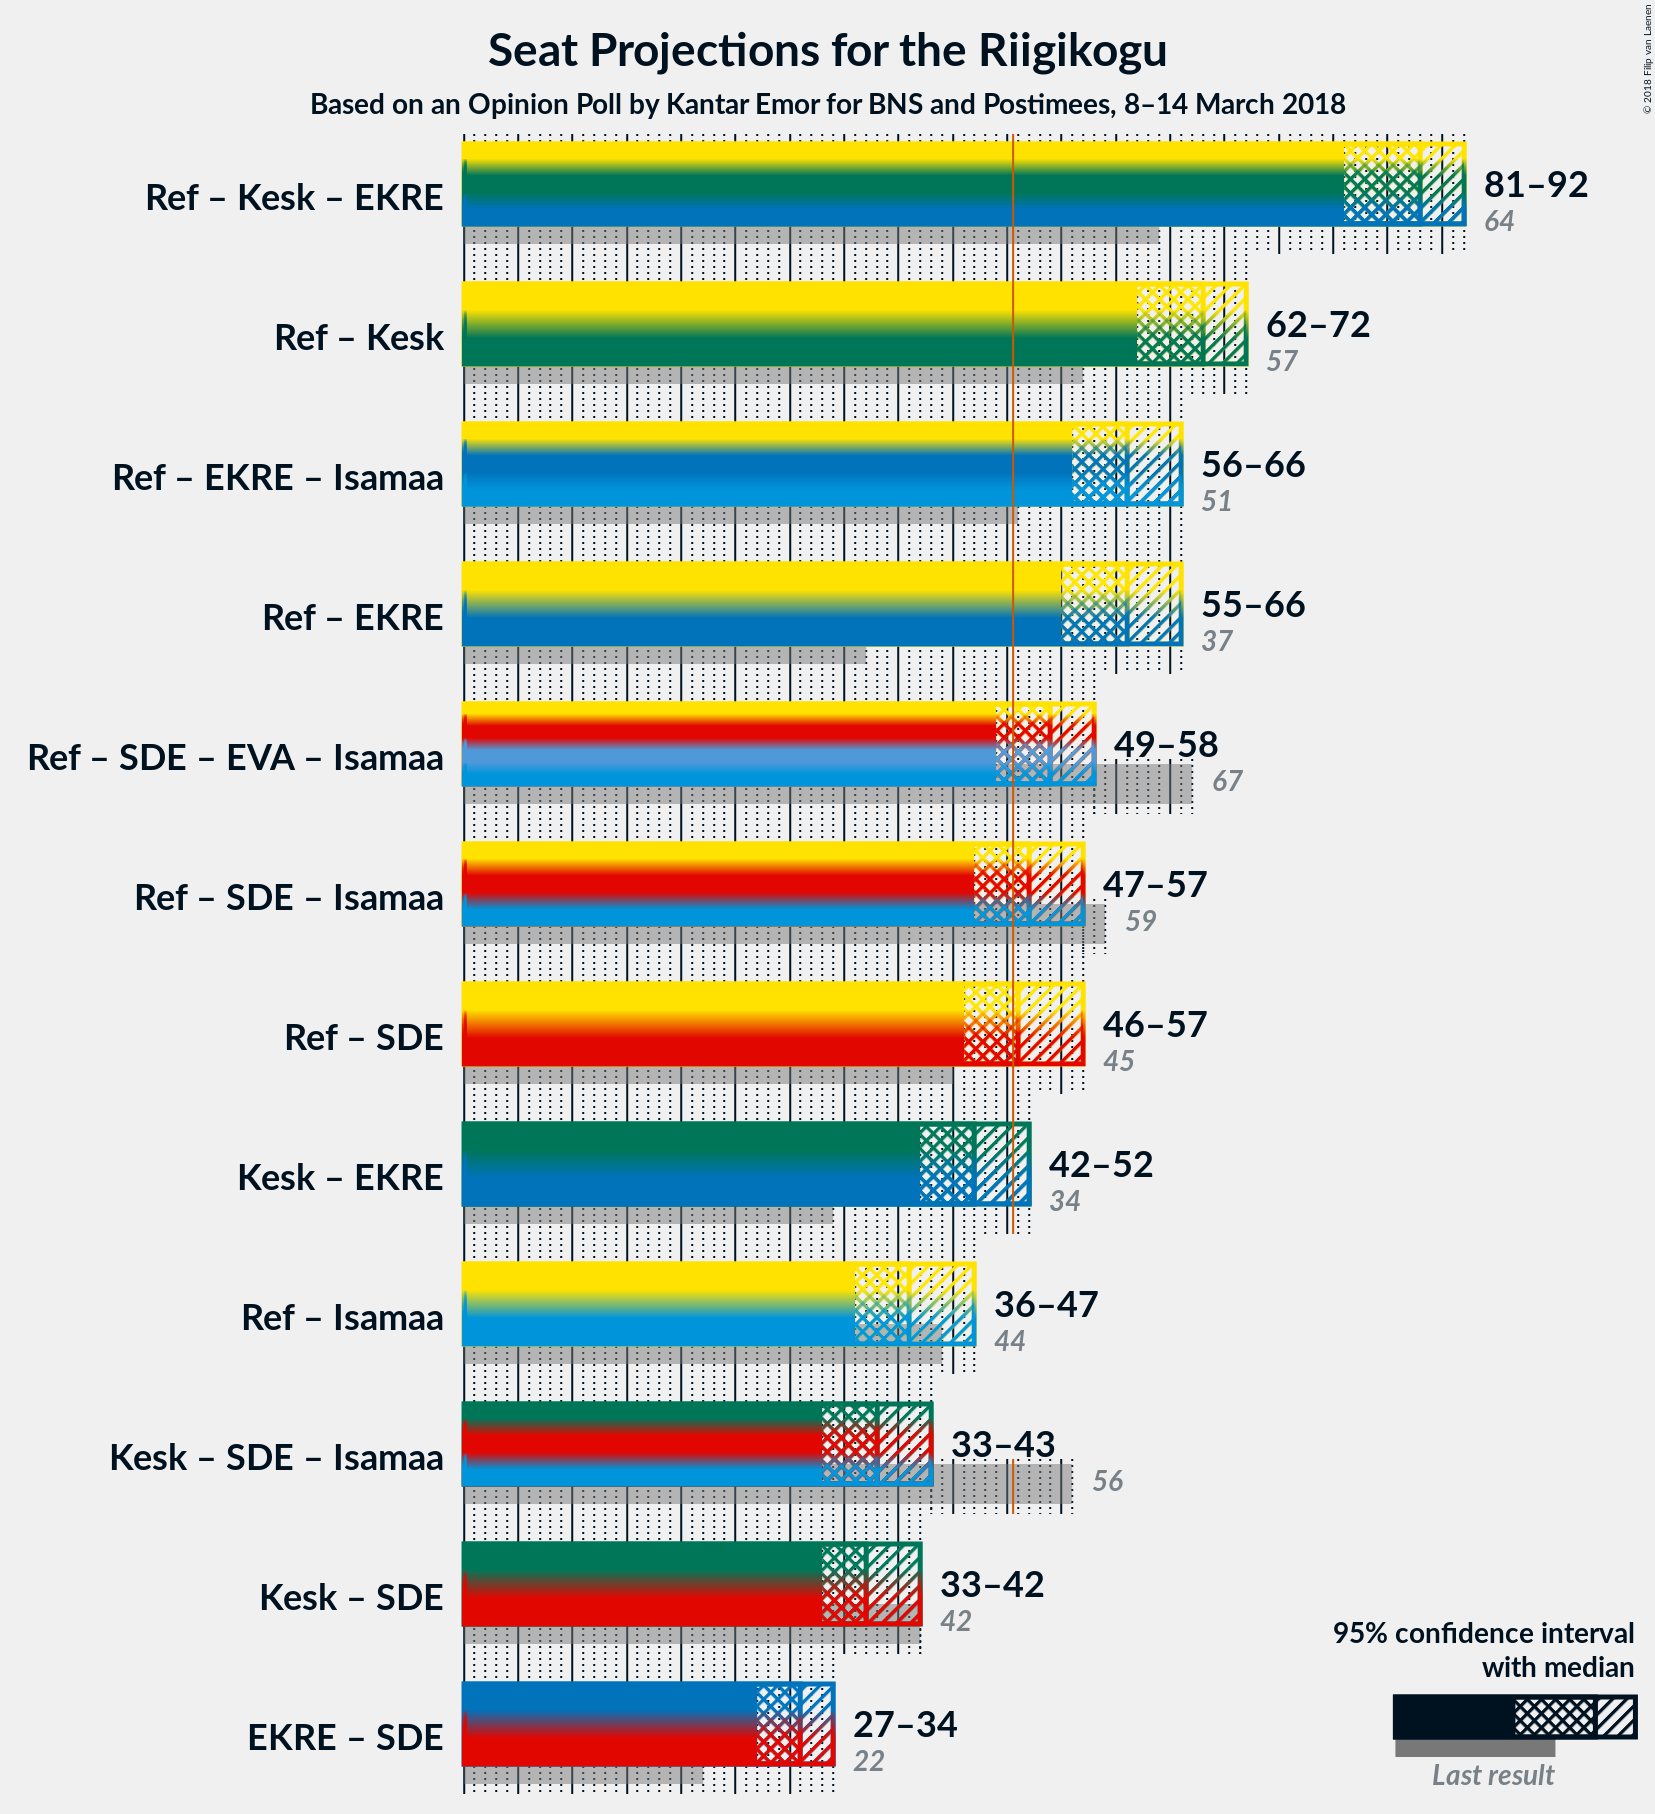 © 2018 Filip van Laenen
Seat Projections for the Riigikogu
Based on an Opinion Poll by Kantar Emor for BNS and Postimees, 8–14 March 2018
Ref – Kesk – EKRE
81–92
64
Ref – Kesk
62–72
57
Ref – EKRE – Isamaa
56–66
51
Ref – EKRE
55–66
37
Ref – SDE – EVA – Isamaa
49–58
67
Ref – SDE – Isamaa
47–57
59
Ref – SDE
46–57
45
Kesk – EKRE
42–52
34
Ref – Isamaa
36–47
44
Kesk – SDE – Isamaa
33–43
56
Kesk – SDE
33–42
42
EKRE – SDE
27–34
22
95% confidence interval
with median
Last result